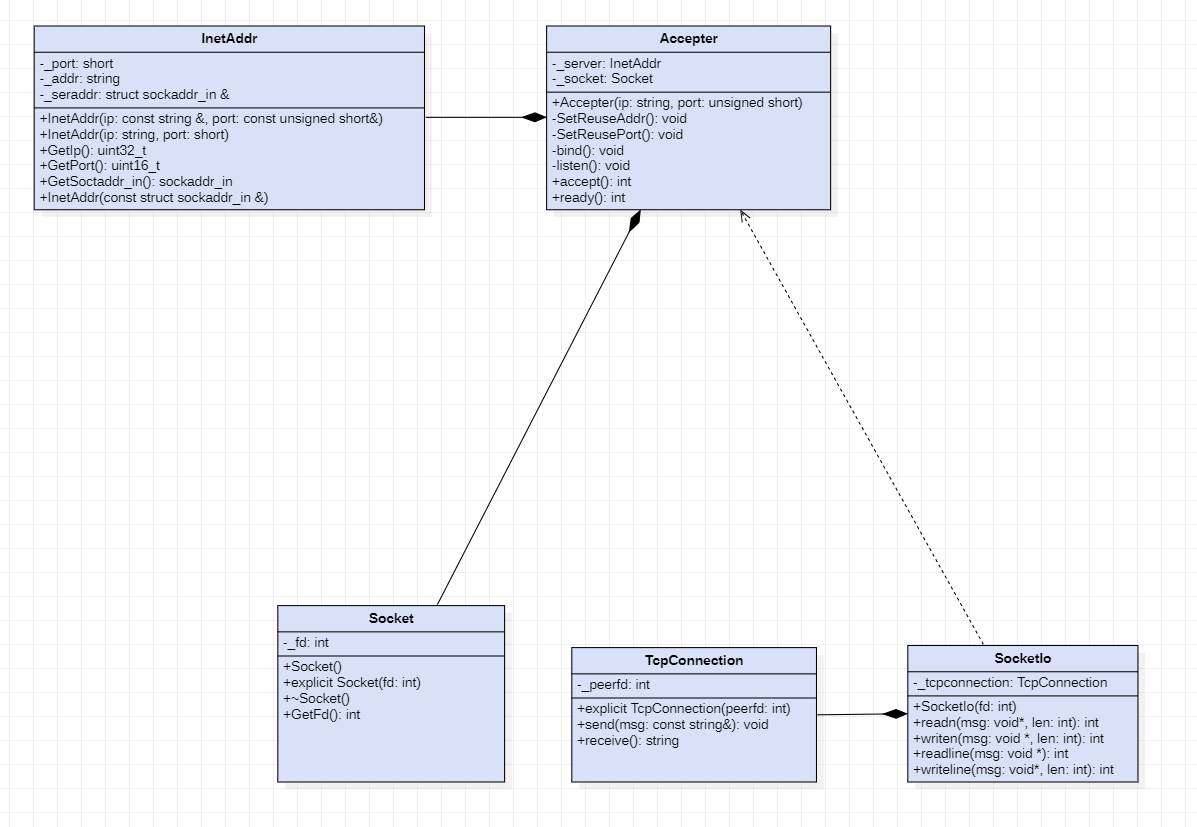 InetAddr
-_port: short
-_addr: string
-_seraddr: struct sockaddr_in &
+InetAddr(ip: const string &, port: const unsigned short&)
+InetAddr(ip: string, port: short)
+GetIp(): uint32_t
+GetPort(): uint16_t
+GetSoctaddr_in(): sockaddr_in
+InetAddr(const struct sockaddr_in &)
Accepter
-_server: InetAddr
-_socket: Socket
+Accepter(ip: string, port: unsigned short)
-SetReuseAddr(): void
-SetReusePort(): void
-bind(): void
-listen(): void
+accept(): int
+ready(): int
Socket
-_fd: int
+Socket()
+explicit Socket(fd: int)
+~Socket()
+GetFd(): int
TcpConnection
-_peerfd: int
+explicit TcpConnection(peerfd: int)
+send(msg: const string&): void
+receive(): string
SocketIo
-_tcpconnection: TcpConnection
+SocketIo(fd: int)
+readn(msg: void*, len: int): int
+writen(msg: void *, len: int): int
+readline(msg: void *): int
+writeline(msg: void*, len: int): int